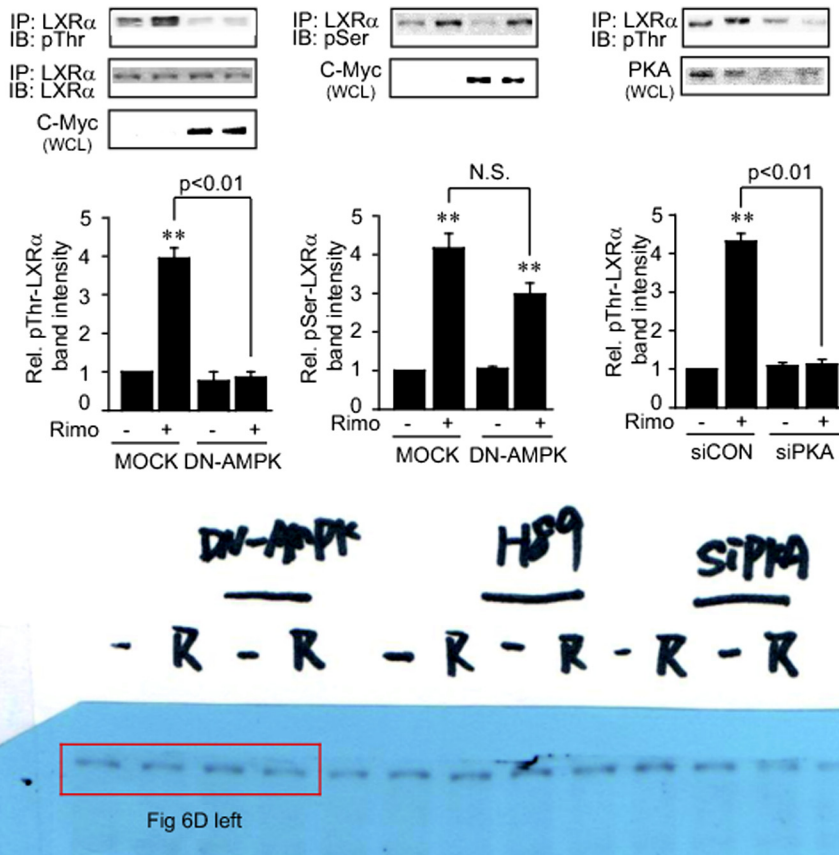 IP: LXRα
IB: pThr
IP: LXRα
IB: LXRα
C-Myc
(WCL)
p<0.01
**
Rel. pThr-LXRα
band intensity
5
4
3
2
1
0
Rimo - + - +
MOCK DN-AMPK
IP: LXRα
IB: pSer
C-Myc
(WCL)
N.S.
**
**
Rel. pSer-LXRα
band intensity
5
4
3
2
1
0
Rimo - + - +
MOCK DN-AMPK
IP: LXRα
IB: pThr
PKA
(WCL)
p<0.01
**
Rel. pThr-LXRα
band intensity
5
4
3
2
1
0
Rimo - + - +
siCON siPKA
DN-AMPK H89 SiPKA
- R - R - R - R - R - R
Fig 6D left